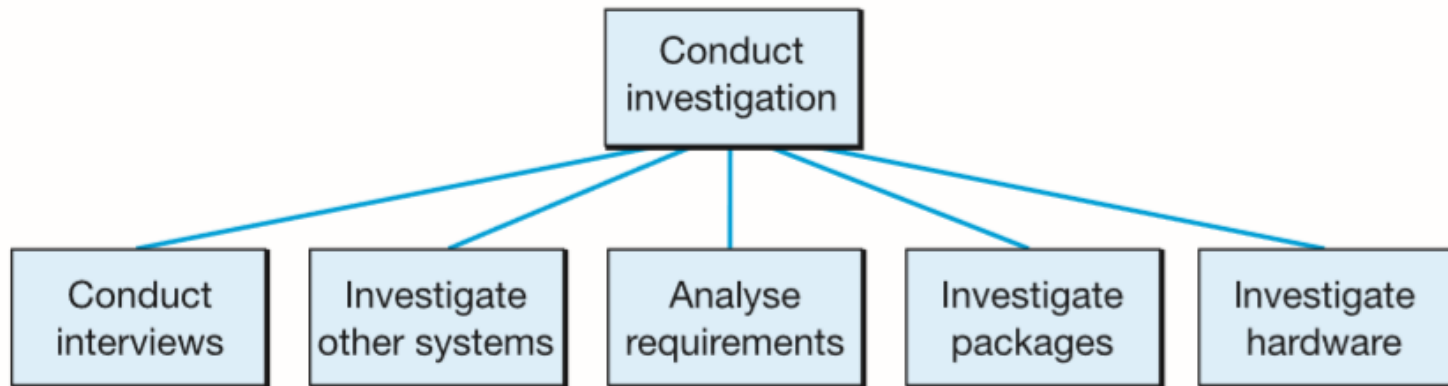 Conduct
investigation
Conduct
interviews
Investigate
other systems
Analyse
requirements
Investigate
packages
Investigate
hardware